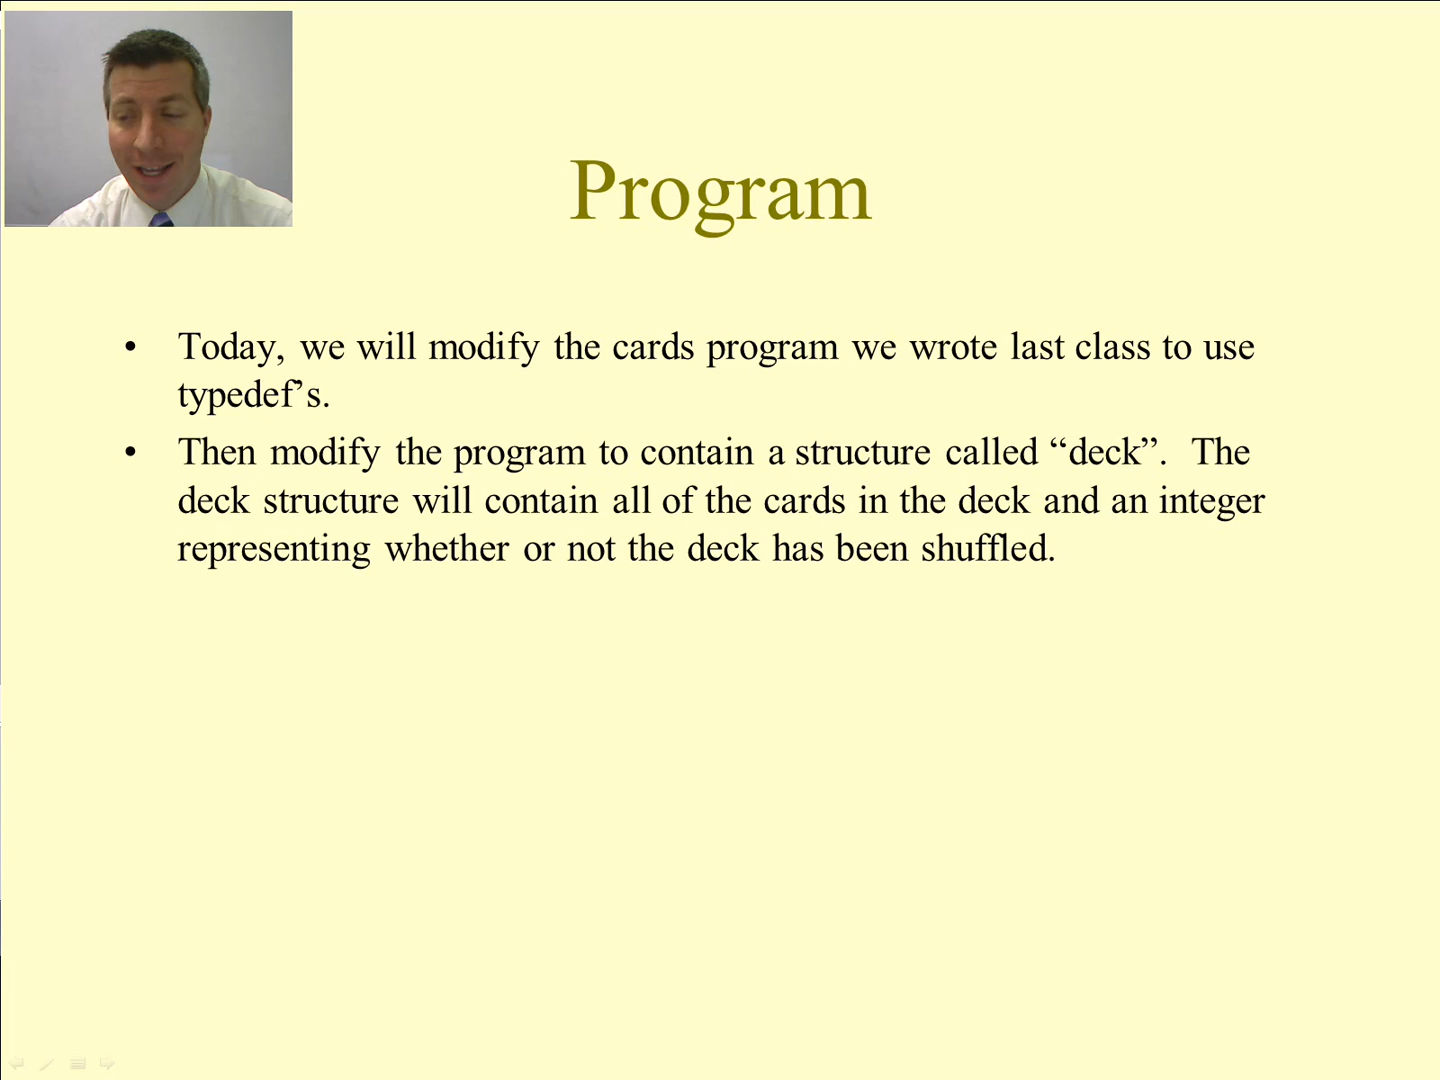 Program
• Today, we will modify the cards program we wrote last class to use
typedef’s.
• Then modify the program to contain a structure called “deck”.  The
deck structure will contain all of the cards in the deck and an integer
representing whether or not the deck has been shuffled.